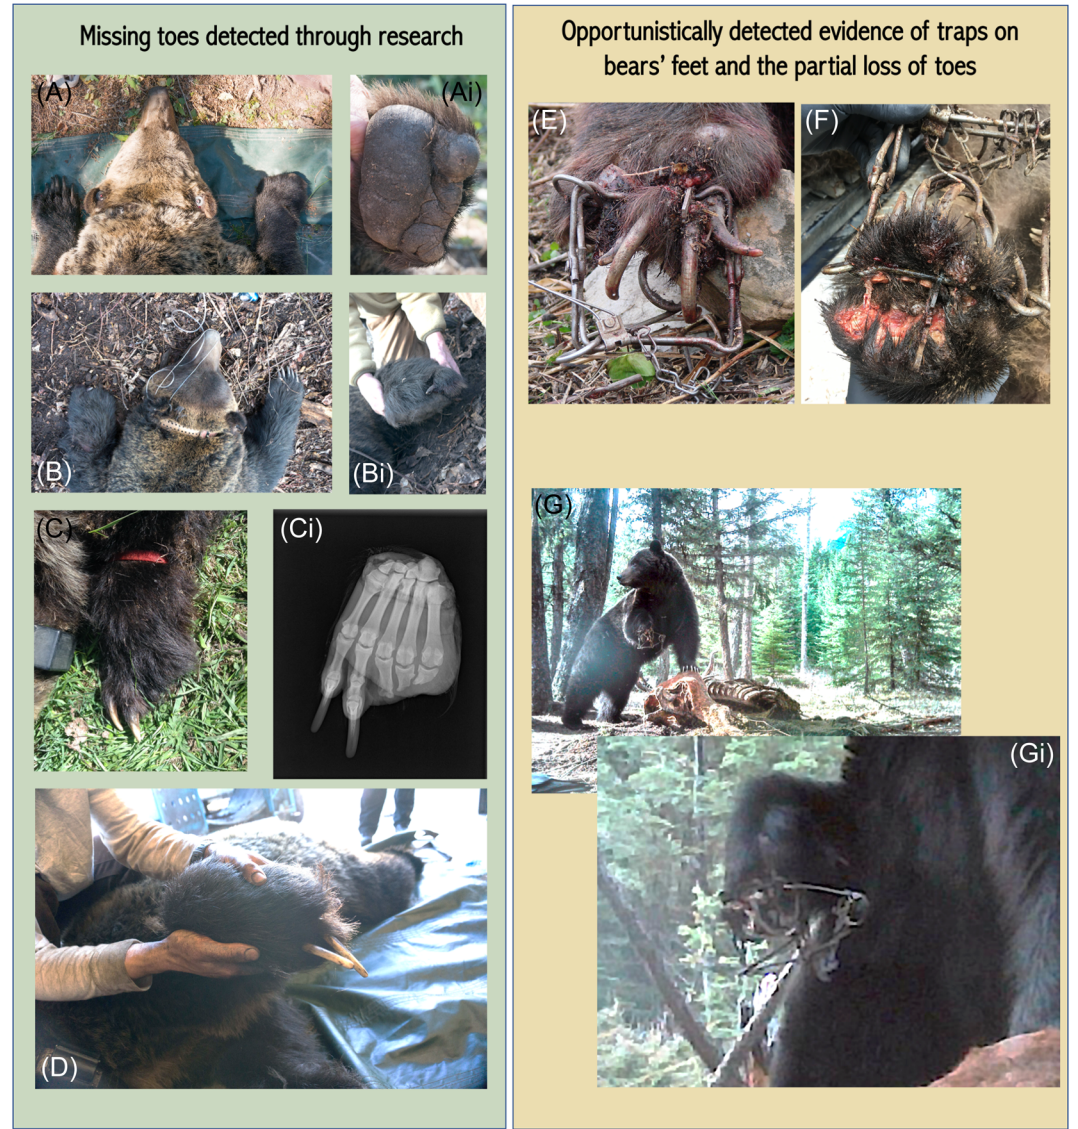 Missing toes detected through research
(A)
(Ai)
(B)
(Bi)
(C)
(Ci)
(D)
Opportunistically detected evidence of traps on
bears' feet and the partial loss of toes
(E)
(F)
(G)
(Gi)